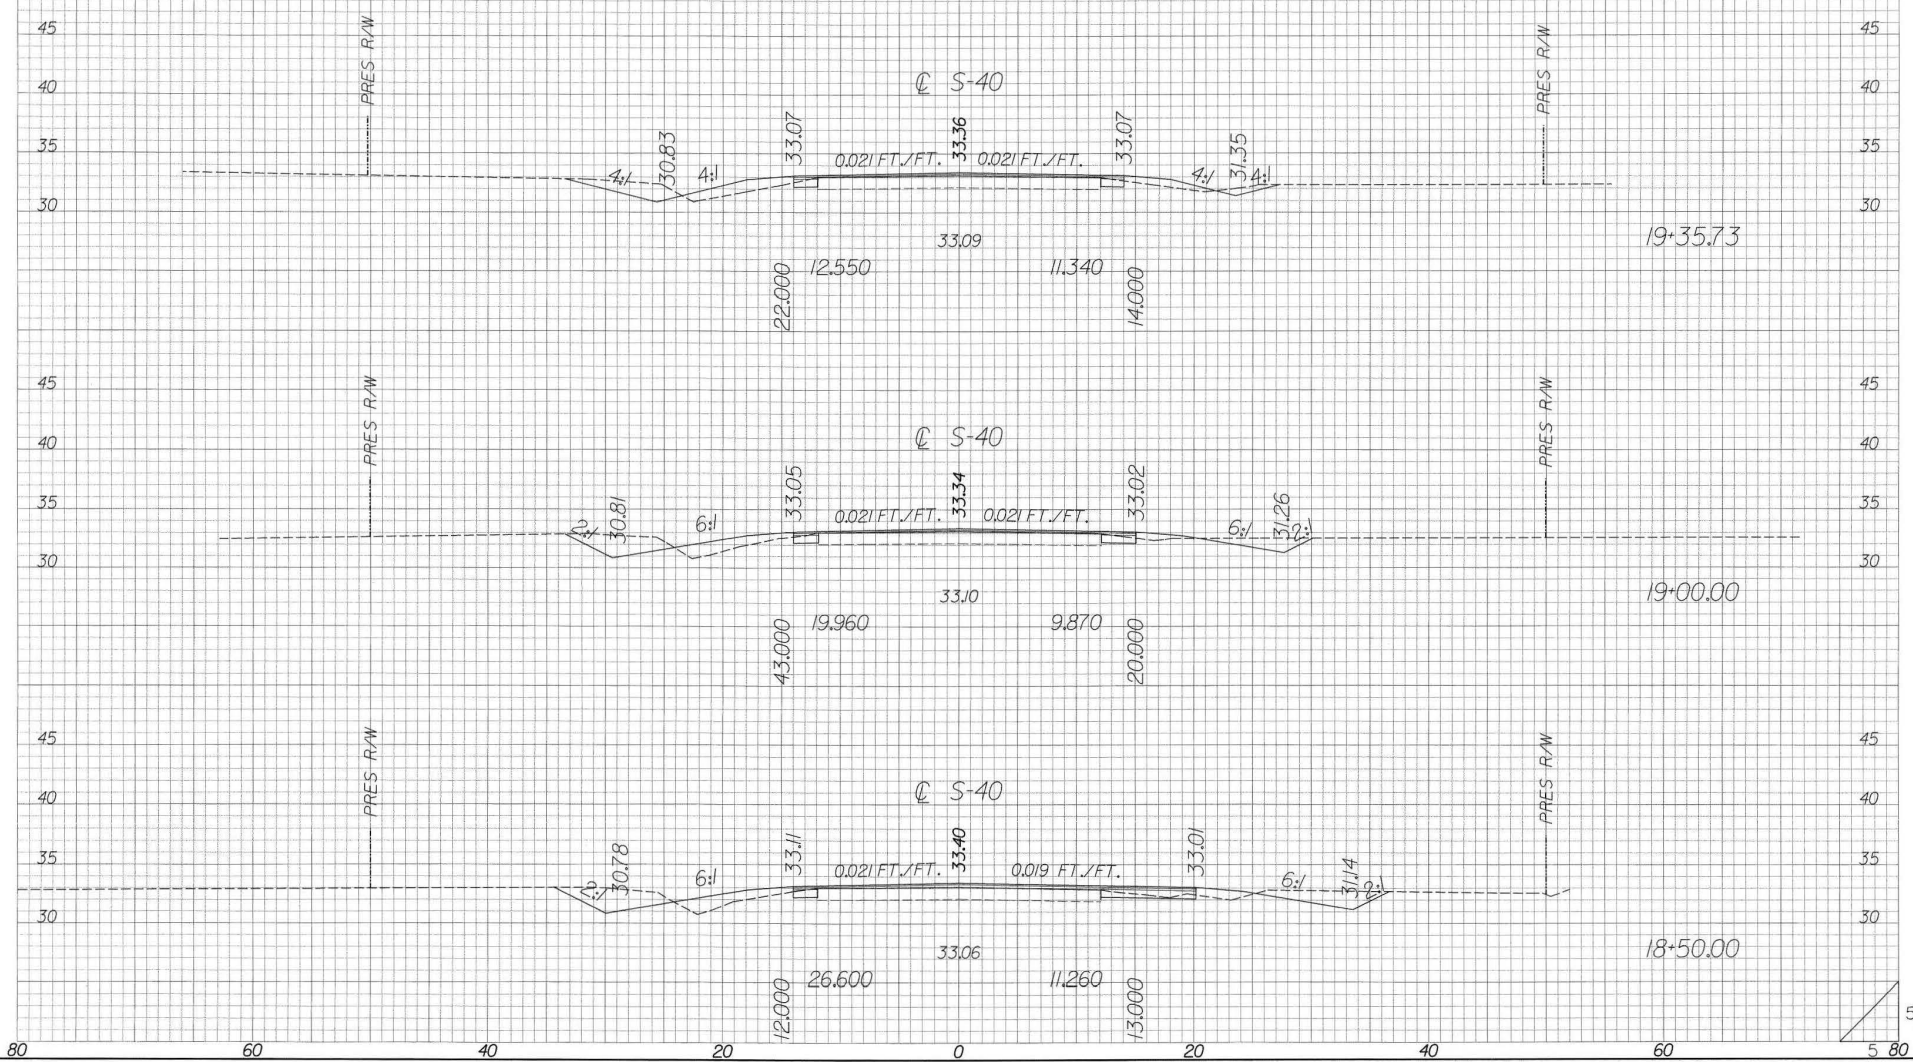 45 45
PRES R/W PRES R/W
40 ℄ S-40 40
35 30.83 33.07 33.36 33.07 31.35 35
0.021 FT./FT. 0.021 FT./FT.
4:1 4:1 4:1 4:1
30 30
33.09 19+35.73
12.550 11.340
22.000 14.000
45 45
PRES R/W PRES R/W
40 ℄ S-40 40
35 30.81 33.05 33.34 33.02 31.26 35
0.021 FT./FT. 0.021 FT./FT.
2:1 6:1 6:1 2:1
30 30
33.10 19+00.00
19.960 9.870
43.000 20.000
45 45
PRES R/W PRES R/W
40 ℄ S-40 40
35 30.78 33.11 33.40 33.01 31.14 35
0.021 FT./FT. 0.019 FT./FT.
2:1 6:1 6:1 2:1
30 30
33.06 18+50.00
26.600 11.260
12.000 13.000
5
80 60 40 20 0 20 40 60 5 80